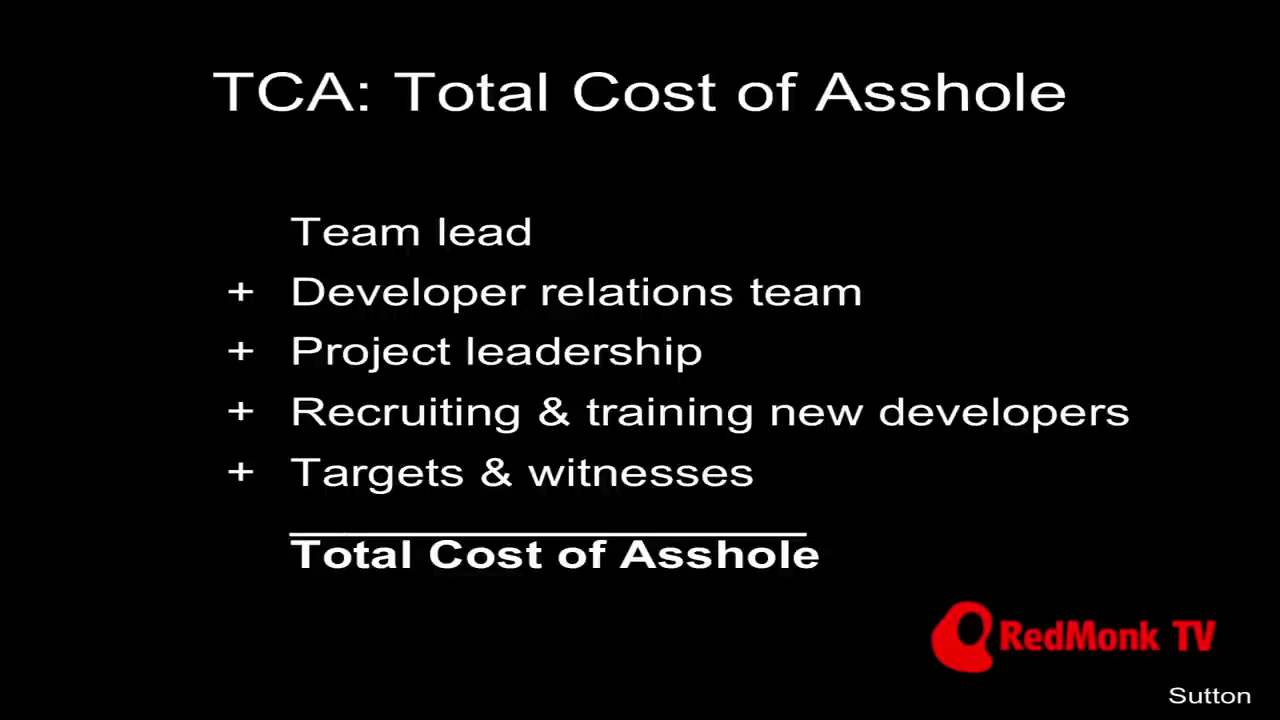 TCA: Total Cost of Asshole
Team lead
+ Developer relations team
+ Project leadership
+ Recruiting & training new developers
+ Targets & witnesses
Total Cost of Asshole
RedMonk TV
Sutton